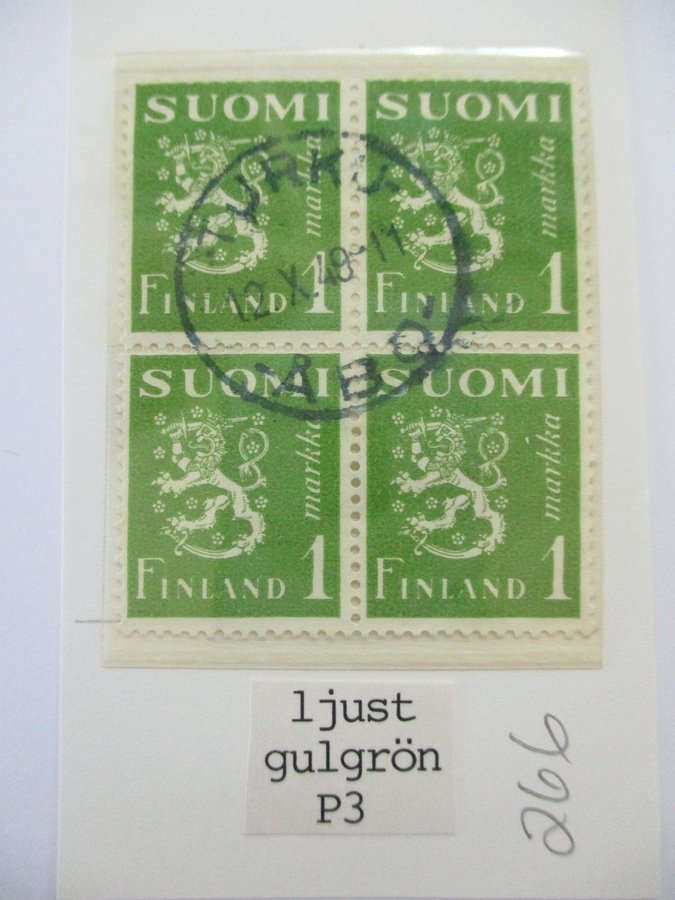 SUOMI
markka
FINLAND 1
SUOMI
markka
FINLAND 1
TURKU-
12.X.48-11
ÅBO-
SUOMI
markka
FINLAND 1
SUOMI
markka
FINLAND 1
ljust
gulgrön
P3
266